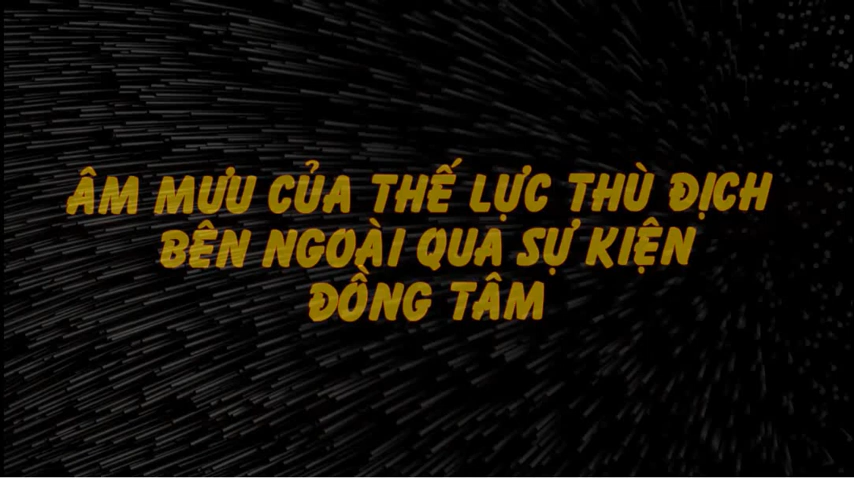 ÂM MƯU CỦA THẾ LỰC THÙ ĐỊCH
BÊN NGOÀI QUA SỰ KIỆN
ĐỒNG TÂM